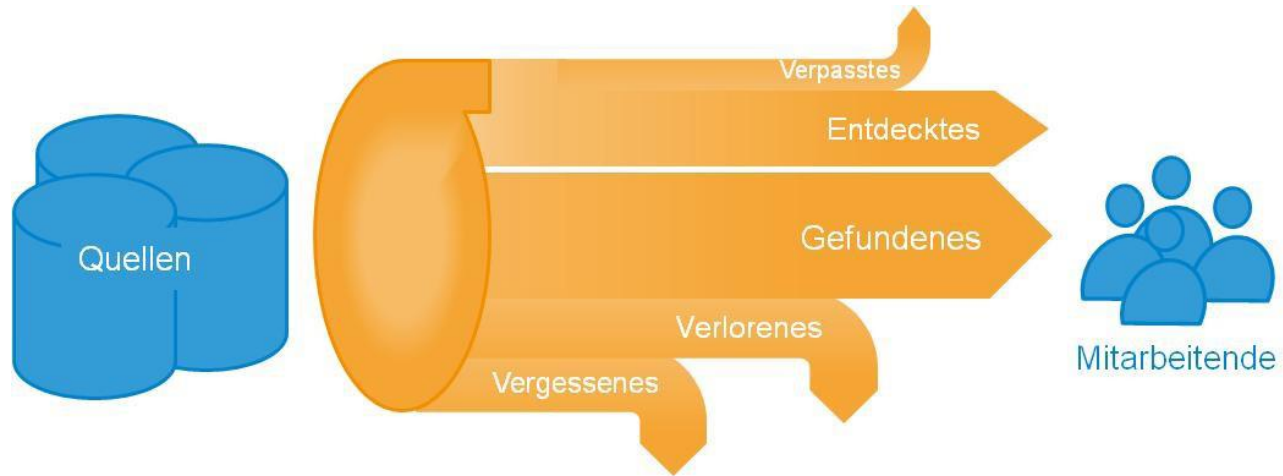 Verpasstes
Entdecktes
Quellen
Gefundenes
Verlorenes
Mitarbeitende
Vergessenes